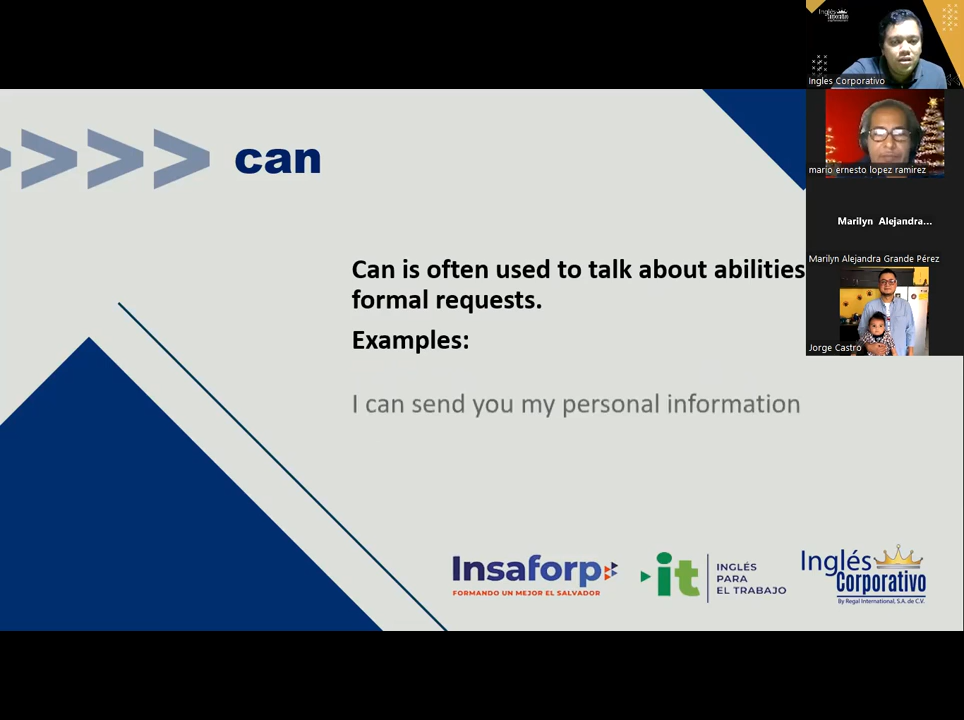 Inglés
Corporativo
Ingles Corporativo
mario ernesto lopez ramirez
Marilyn Alejandra...
Marilyn Alejandra Grande Pérez
Jorge Castro
can
Can is often used to talk about abilities
formal requests.
Examples:
I can send you my personal information
Insaforp
FORMANDO UN MEJOR EL SALVADOR
it
INGLÉS
PARA
EL TRABAJO
Inglés
Corporativo
By Regal International, S.A. de C.V.